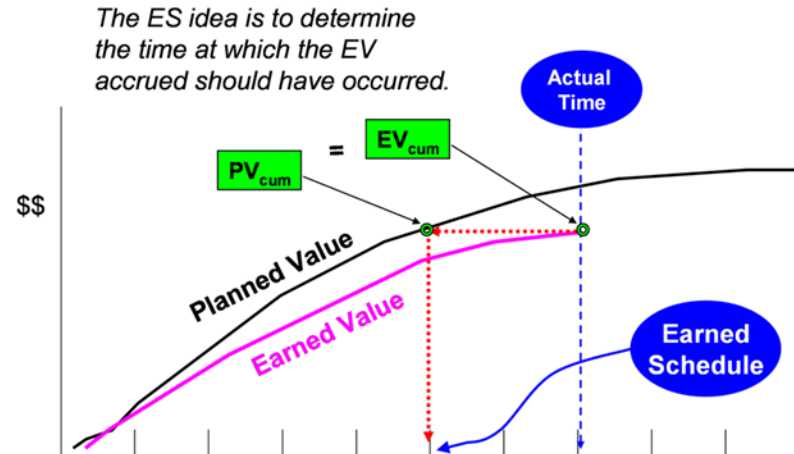 The ES idea is to determine
the time at which the EV
accrued should have occurred.
Actual
Time
PVcum
=
EVcum
$$
Planned Value
Earned Value
Earned
Schedule